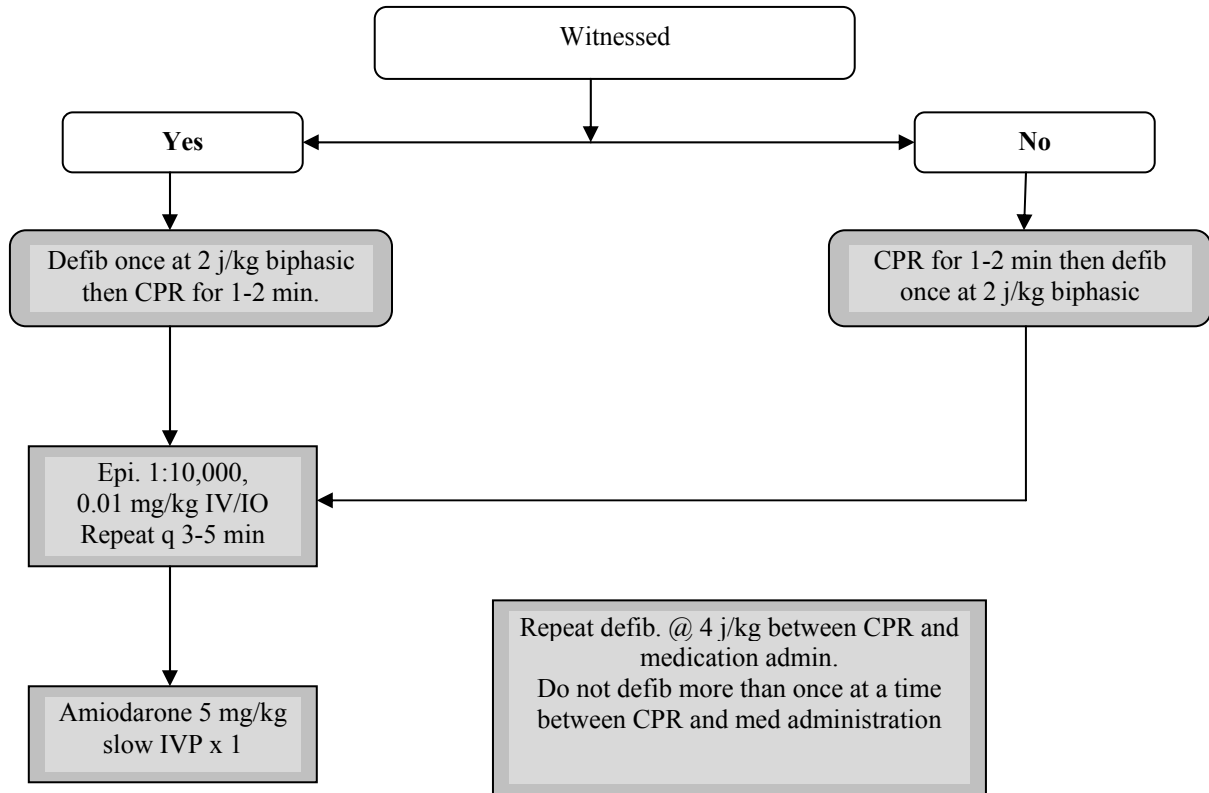 Witnessed
Yes
No
Defib once at 2 j/kg biphasic
then CPR for 1-2 min.
CPR for 1-2 min then defib
once at 2 j/kg biphasic
Epi. 1:10,000,
0.01 mg/kg IV/IO
Repeat q 3-5 min
Repeat defib. @ 4 j/kg between CPR and
medication admin.
Do not defib more than once at a time
between CPR and med administration
Amiodarone 5 mg/kg
slow IVP x 1